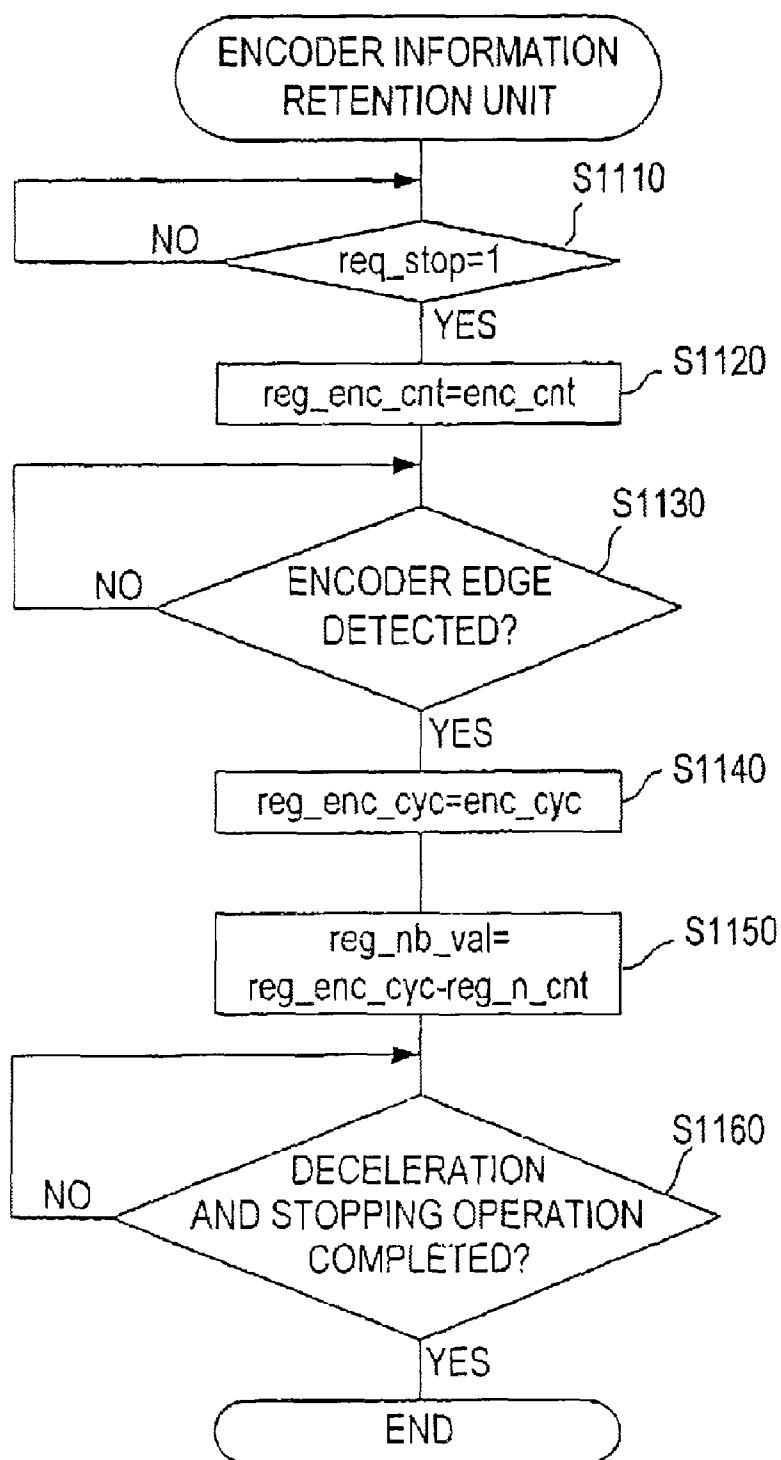 ENCODER INFORMATION
RETENTION UNIT
S1110
NO
req_stop=1
YES
S1120
reg_enc_cnt=enc_cnt
S1130
NO
ENCODER EDGE
DETECTED?
YES
S1140
reg_enc_cyc=enc_cyc
S1150
reg_nb_val=
reg_enc_cyc-reg_n_cnt
S1160
NO
DECELERATION
AND STOPPING OPERATION
COMPLETED?
YES
END